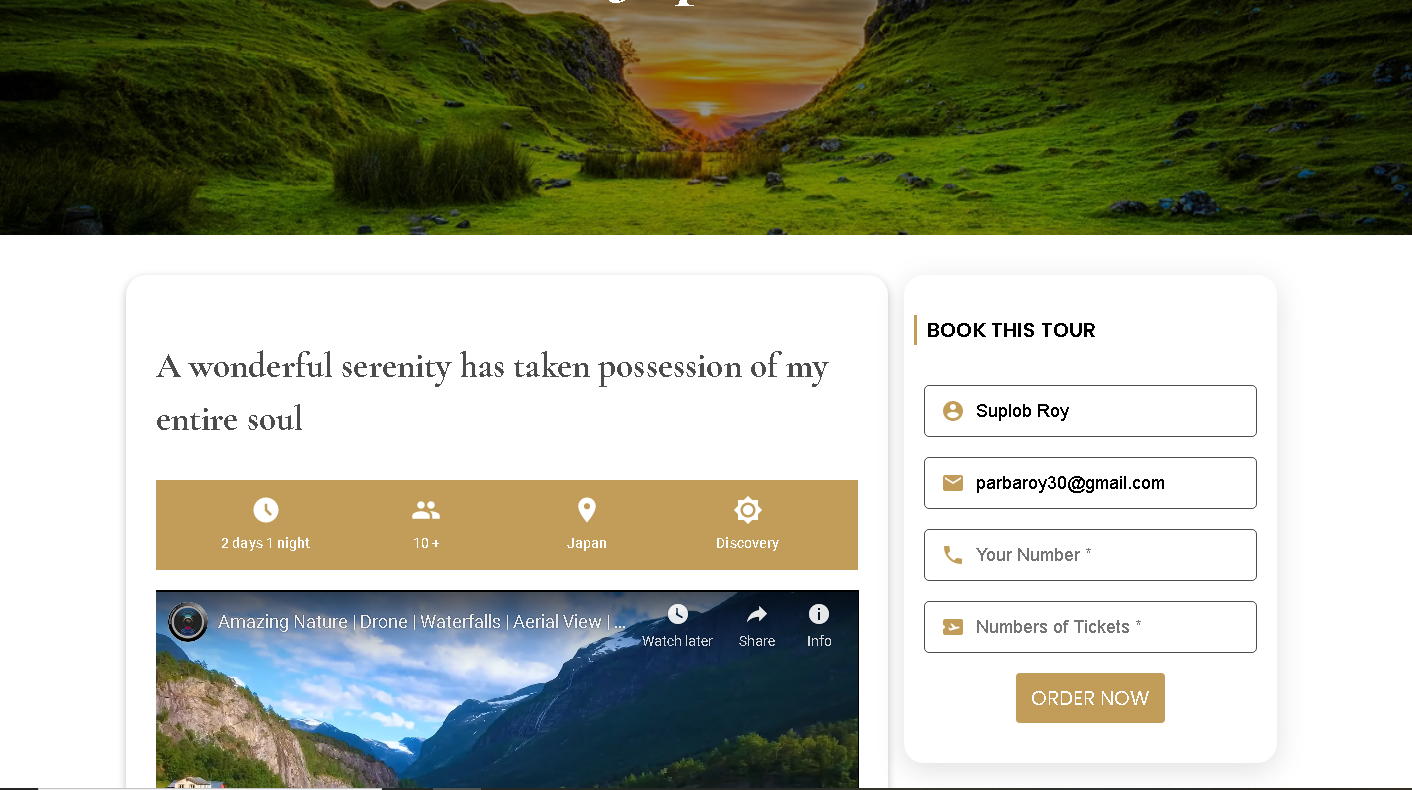 A wonderful serenity has taken possession of my
entire soul
2 days 1 night
10 +
Japan
Discovery
Amazing Nature | Drone | Waterfalls | Aerial View | ...
Watch later
Share
Info
BOOK THIS TOUR
Suplob Roy
parbaroy30@gmail.com
Your Number *
Numbers of Tickets *
ORDER NOW